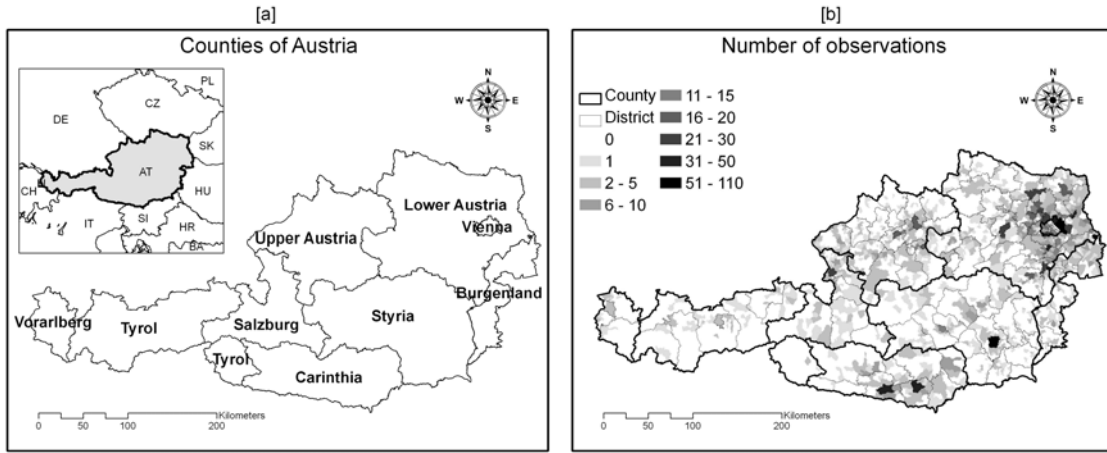 [a]
Counties of Austria
PL
CZ
DE
SK
AT
CH
HU
IT
SI
HR
BA
N
W E
S
Lower Austria
Vienna
Upper Austria
Burgenland
Vorarlberg
Tyrol
Salzburg
Styria
Tyrol
Carinthia
Kilometers
0 50 100 200
[b]
Number of observations
County
District
0
1
2 - 5
6 - 10
11 - 15
16 - 20
21 - 30
31 - 50
51 - 110
N
W E
S
Kilometers
0 50 100 200